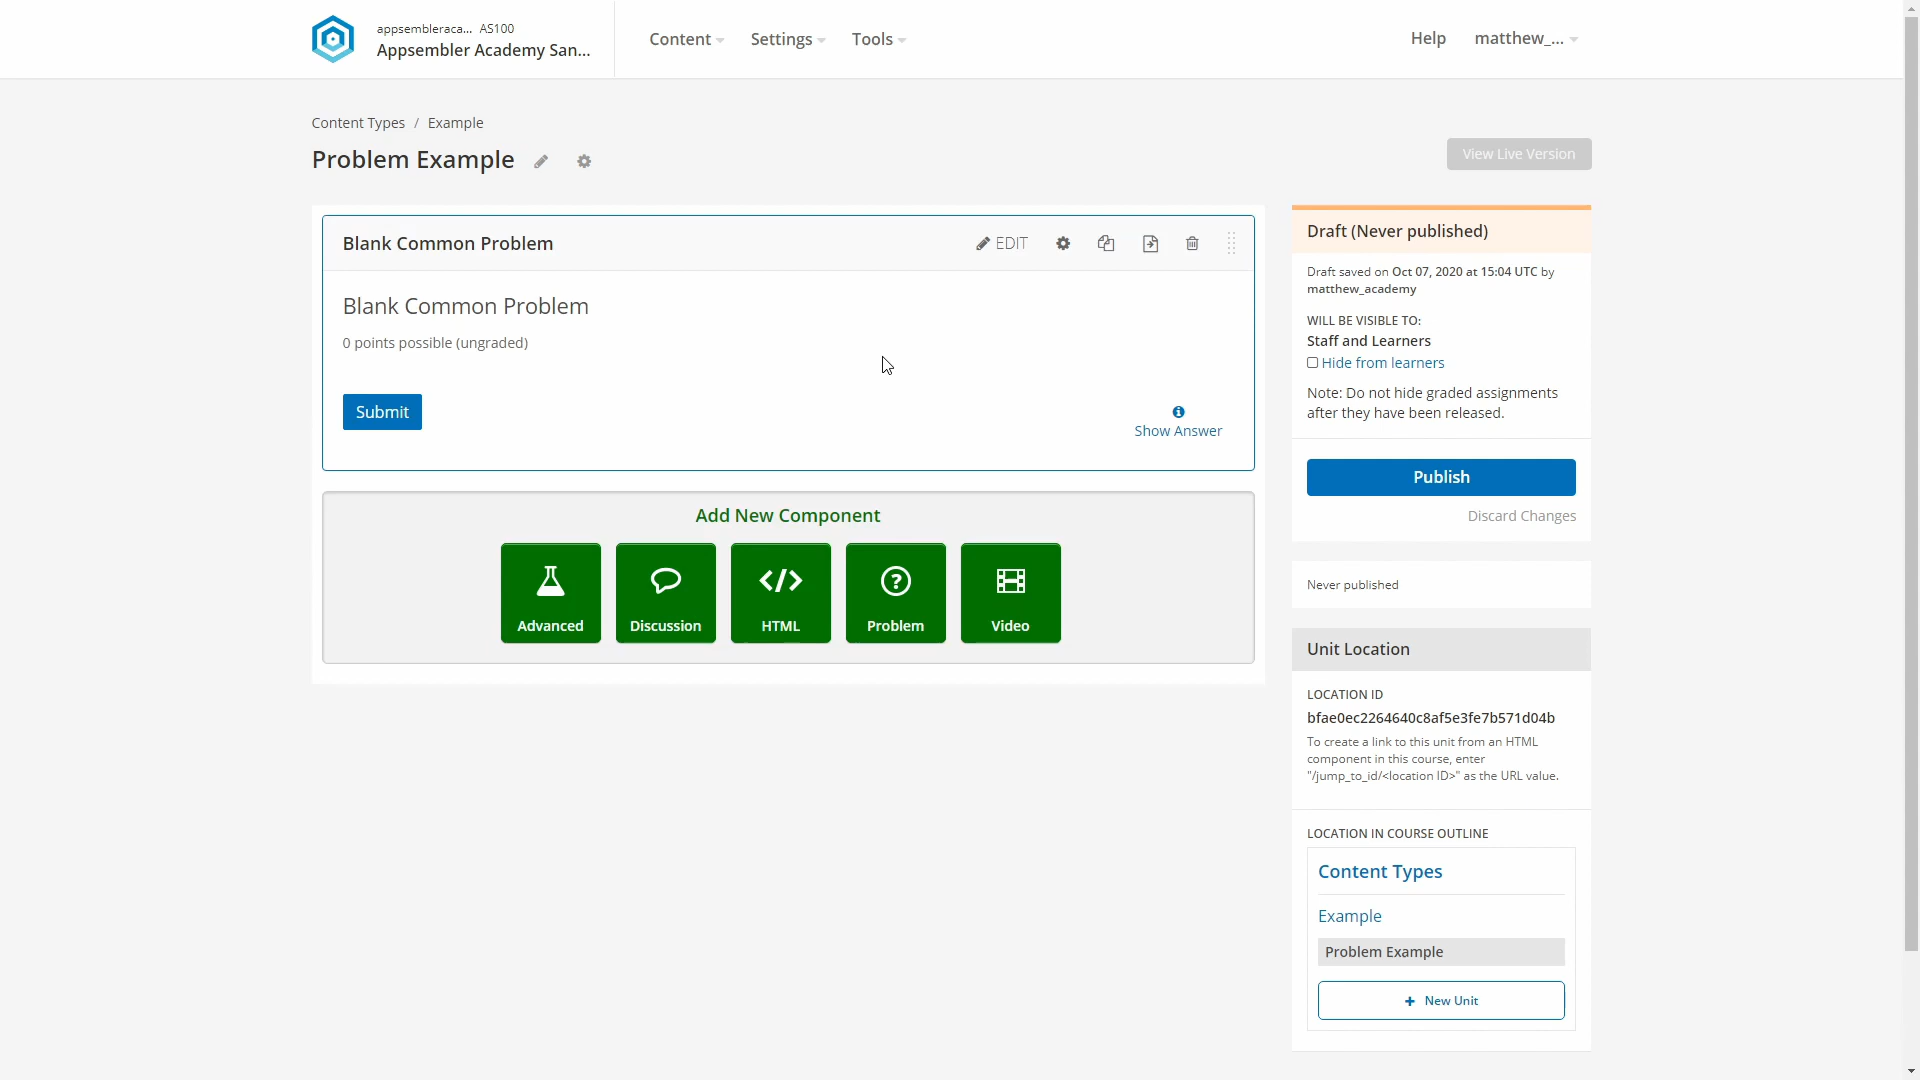 appsembleraca... AS100
Appsembler Academy San...
Content
Settings
Tools
Help
matthew_...
Content Types / Example
Problem Example
View Live Version
Blank Common Problem
EDIT
Blank Common Problem
0 points possible (ungraded)
Submit
Show Answer
Add New Component
Advanced
Discussion
HTML
Problem
Video
Draft (Never published)
Draft saved on Oct 07, 2020 at 15:04 UTC by
matthew_academy
WILL BE VISIBLE TO:
Staff and Learners
Hide from learners
Note: Do not hide graded assignments
after they have been released.
Publish
Discard Changes
Never published
Unit Location
LOCATION ID
bfae0ec2264640c8af5e3fe7b571d04b
To create a link to this unit from an HTML
component in this course, enter
"/jump_to_id/<location ID>" as the URL value.
LOCATION IN COURSE OUTLINE
Content Types
Example
Problem Example
+ New Unit